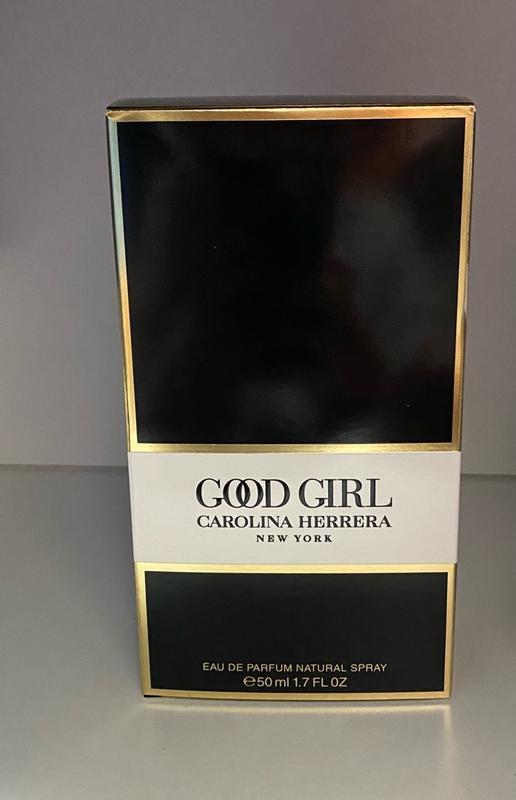 GOOD GIRL
CAROLINA HERRERA
NEW YORK
EAU DE PARFUM NATURAL SPRAY
℮50 ml 1.7 FL OZ